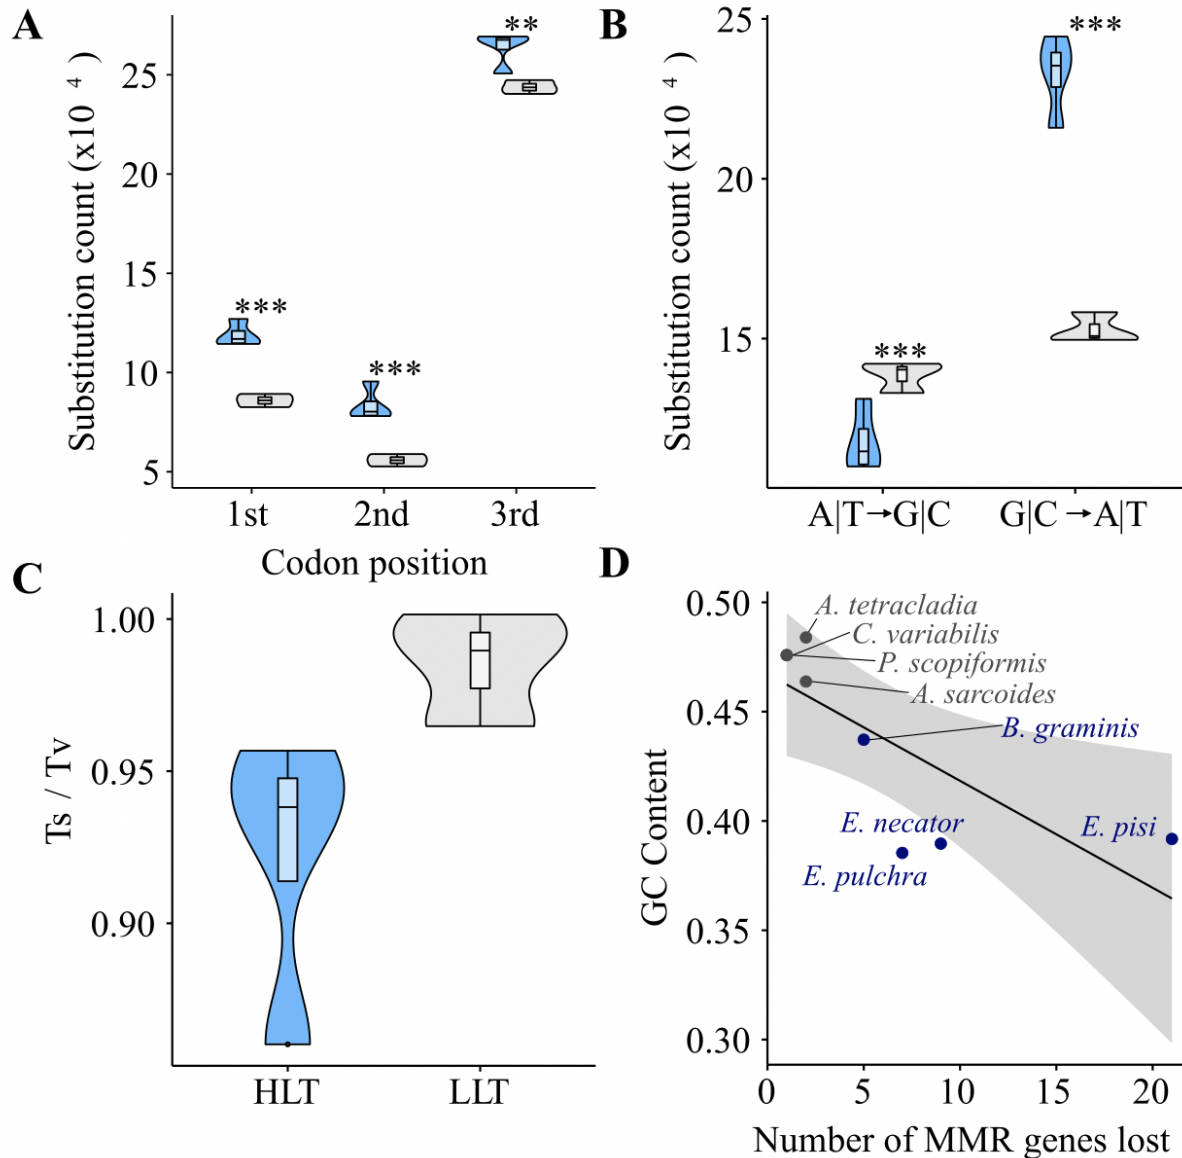 A
Substitution count (x10 4 )
25
20
15
10
5
**
***
***
1st 2nd 3rd
Codon position
B
Substitution count (x10 4 )
25
20
15
***
***
A|T→G|C G|C→A|T
C
Ts / Tv
1.00
0.95
0.90
HLT LLT
D
GC Content
0.50
0.45
0.40
0.35
0.30
A. tetracladia
C. variabilis
P. scopiformis
A. sarcoides
B. graminis
E. necator
E. pisi
E. pulchra
0 5 10 15 20
Number of MMR genes lost